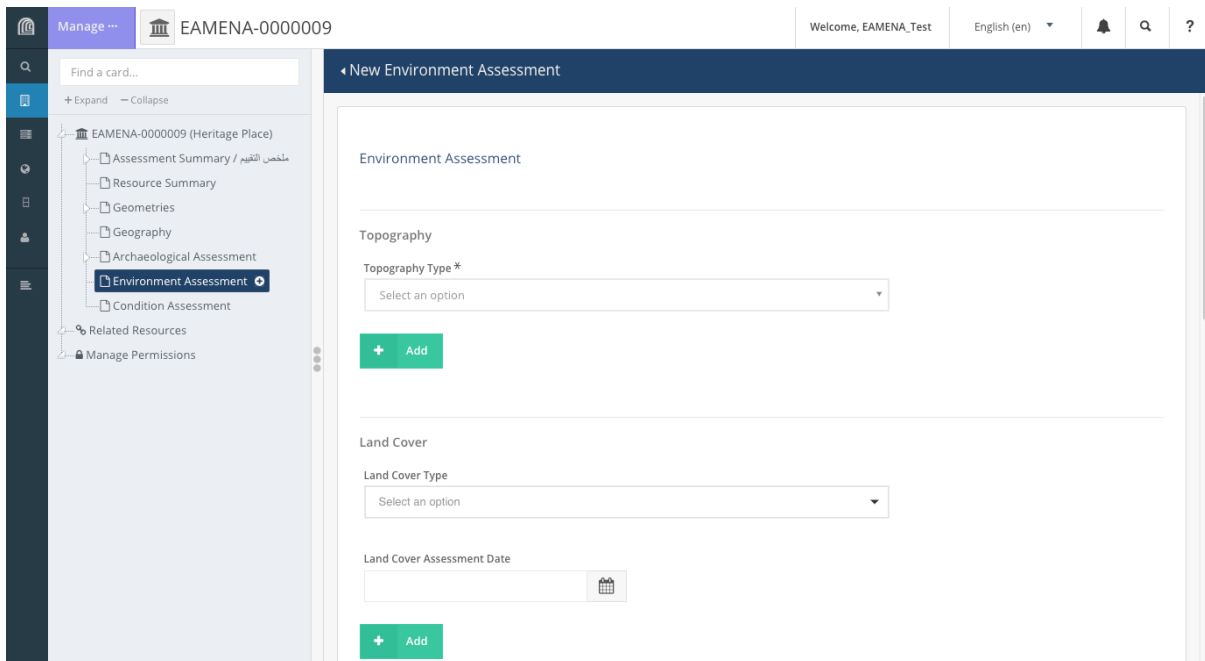 Manage ...
EAMENA-0000009
Welcome, EAMENA_Test
English (en)
?
Find a card...
+ Expand − Collapse
EAMENA-0000009 (Heritage Place)
Assessment Summary / ملخص التقييم
Resource Summary
Geometries
Geography
Archaeological Assessment
Environment Assessment
Condition Assessment
Related Resources
Manage Permissions
New Environment Assessment
Environment Assessment
Topography
Topography Type *
Select an option
+ Add
Land Cover
Land Cover Type
Select an option
Land Cover Assessment Date
+ Add